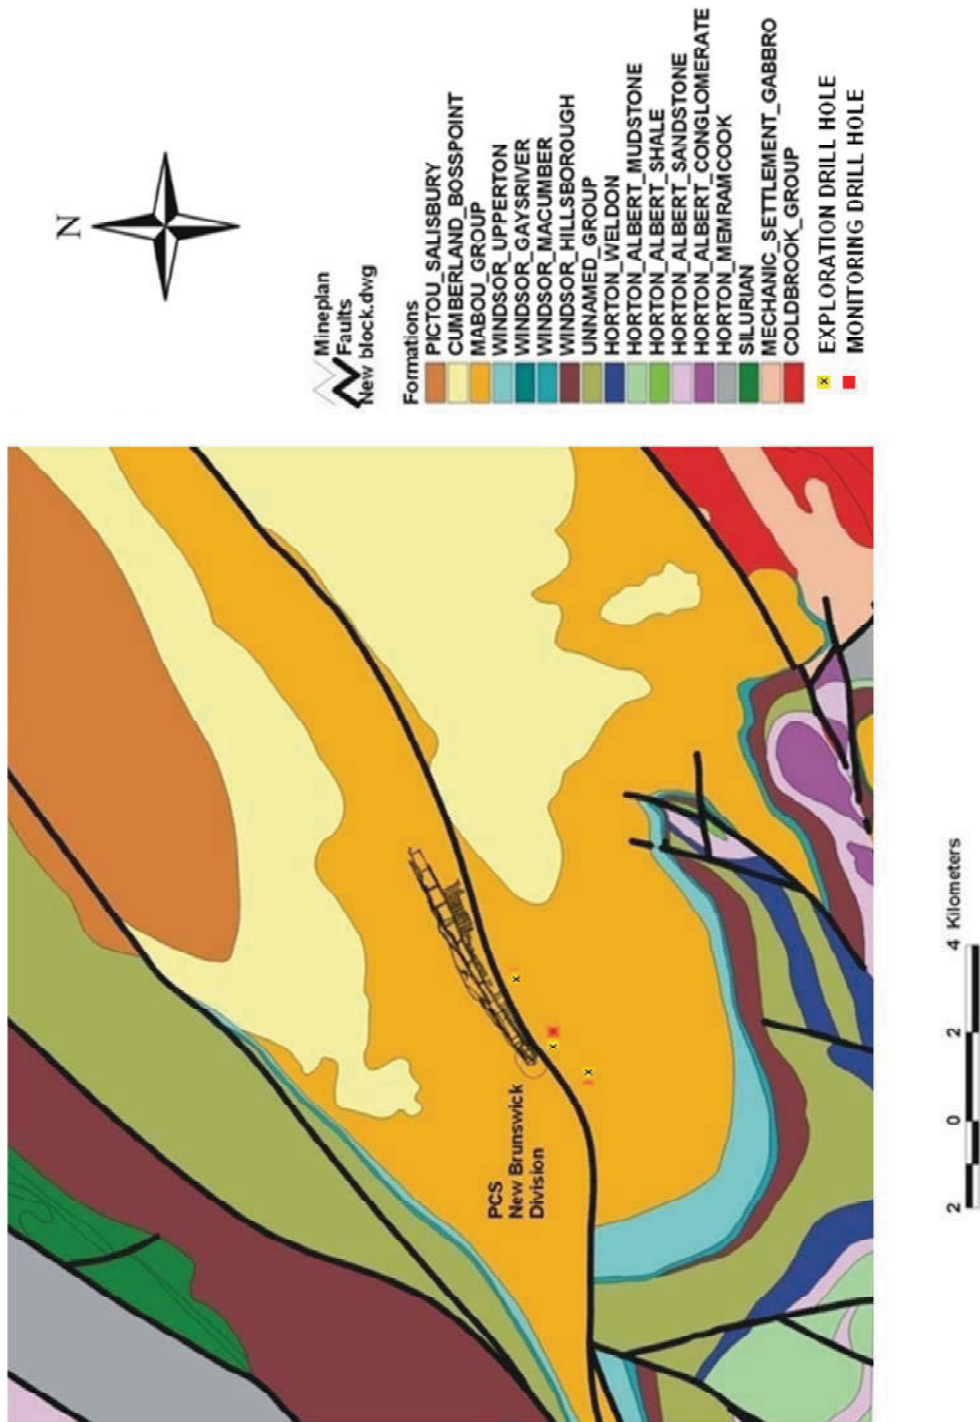 N
Mineplan
Faults
New block.dwg
Formations
PICTOU_SALISBURY
CUMBERLAND_BOSSPOINT
MABOU_GROUP
WINDSOR_UPPERTON
WINDSOR_GAYSRIVER
WINDSOR_MACUMBER
WINDSOR_HILLSBOROUGH
UNNAMED_GROUP
HORTON_WELDON
HORTON_ALBERT_MUDSTONE
HORTON_ALBERT_SHALE
HORTON_ALBERT_SANDSTONE
HORTON_ALBERT_CONGLOMERATE
HORTON_MEMRAMCOOK
SILURIAN
MECHANIC_SETTLEMENT_GABBRO
COLDBROOK_GROUP
x EXPLORATION DRILL HOLE
MONITORING DRILL HOLE
PCS
New Brunswick
Division
x
x
x
2 0 2 4 Kilometers